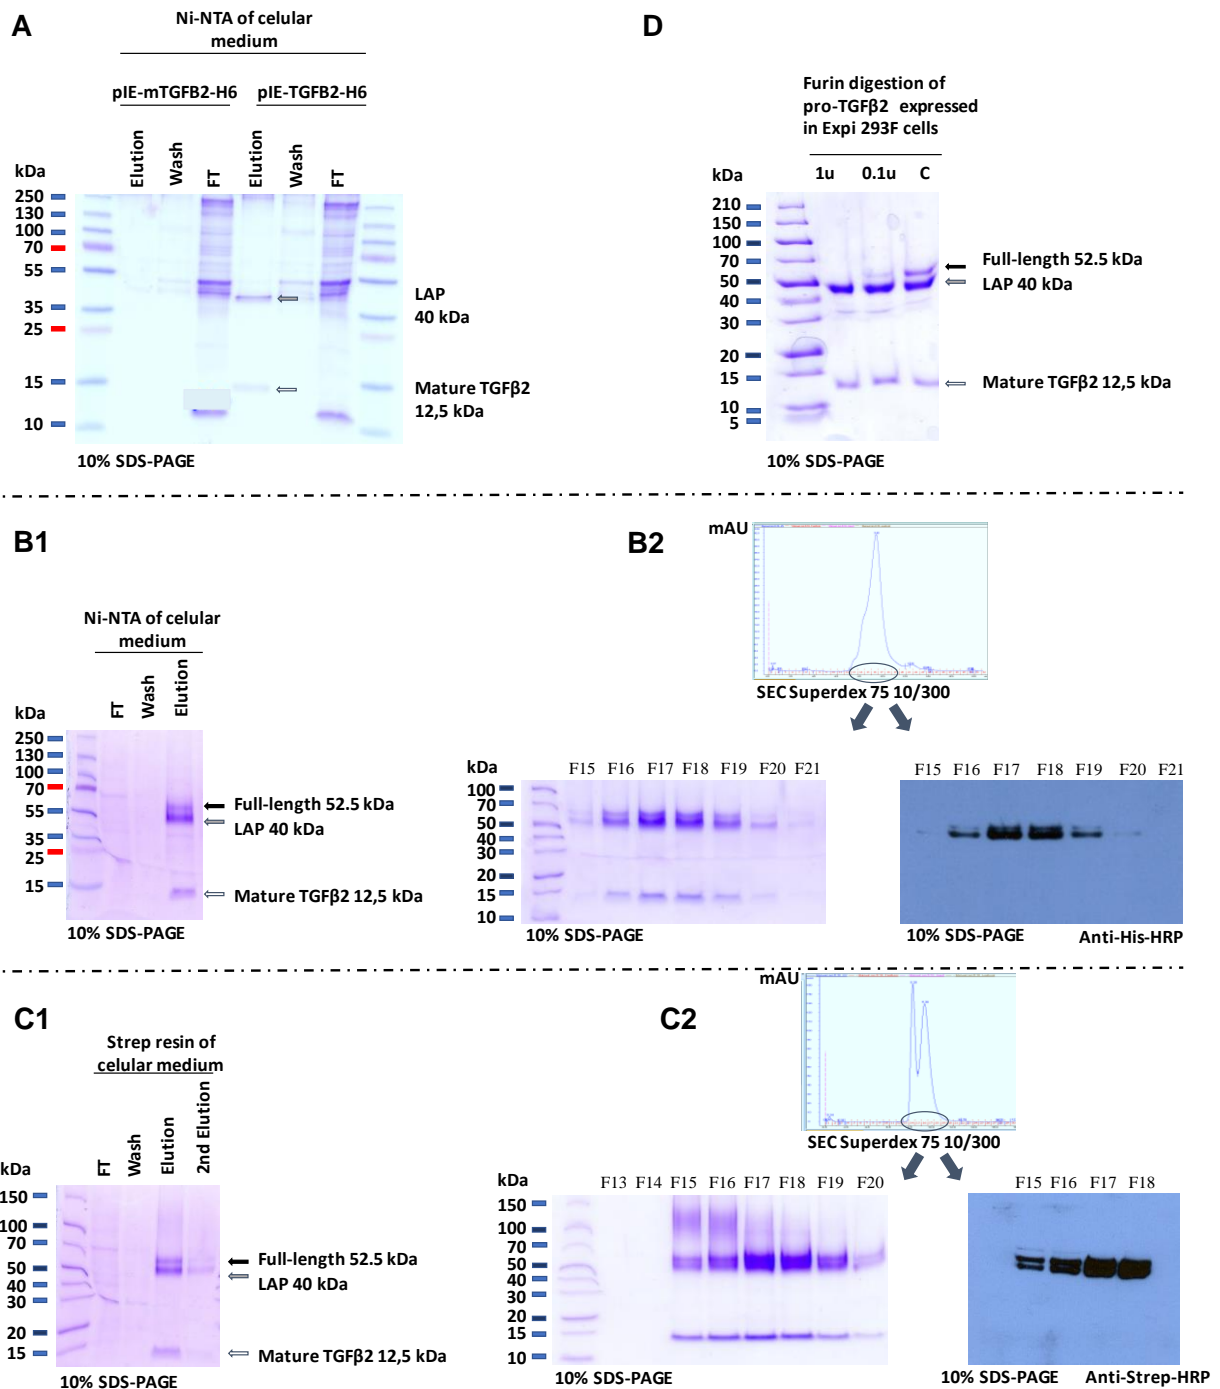 A
Ni-NTA of celular
medium
pIE-mTGFB2-H6
pIE-TGFB2-H6
Elution
Wash
FT
Elution
Wash
FT
kDa
250
130
100
70
55
35
25
15
10
LAP
40 kDa
Mature TGFβ2
12,5 kDa
10% SDS-PAGE
D
Furin digestion of
pro-TGFβ2 expressed
in Expi 293F cells
1u 0.1u C
kDa
210
150
100
70
50
40
30
20
15
10
5
Full-length 52.5 kDa
LAP 40 kDa
Mature TGFβ2 12,5 kDa
10% SDS-PAGE
B1
Ni-NTA of celular
medium
FT
Wash
Elution
kDa
250
130
100
70
55
35
25
15
Full-length 52.5 kDa
LAP 40 kDa
Mature TGFβ2 12,5 kDa
10% SDS-PAGE
B2
mAU
SEC Superdex 75 10/300
kDa
F15 F16 F17 F18 F19 F20 F21
100
70
50
40
30
20
15
10
10% SDS-PAGE
F15 F16 F17 F18 F19 F20 F21
10% SDS-PAGE
Anti-His-HRP
C1
Strep resin of
celular medium
FT
Wash
Elution
2nd Elution
kDa
150
100
70
50
40
30
20
15
Full-length 52.5 kDa
LAP 40 kDa
Mature TGFβ2 12,5 kDa
10% SDS-PAGE
C2
mAU
SEC Superdex 75 10/300
kDa
F13 F14 F15 F16 F17 F18 F19 F20
150
100
70
50
40
30
20
15
10
10% SDS-PAGE
F15 F16 F17 F18
10% SDS-PAGE
Anti-Strep-HRP